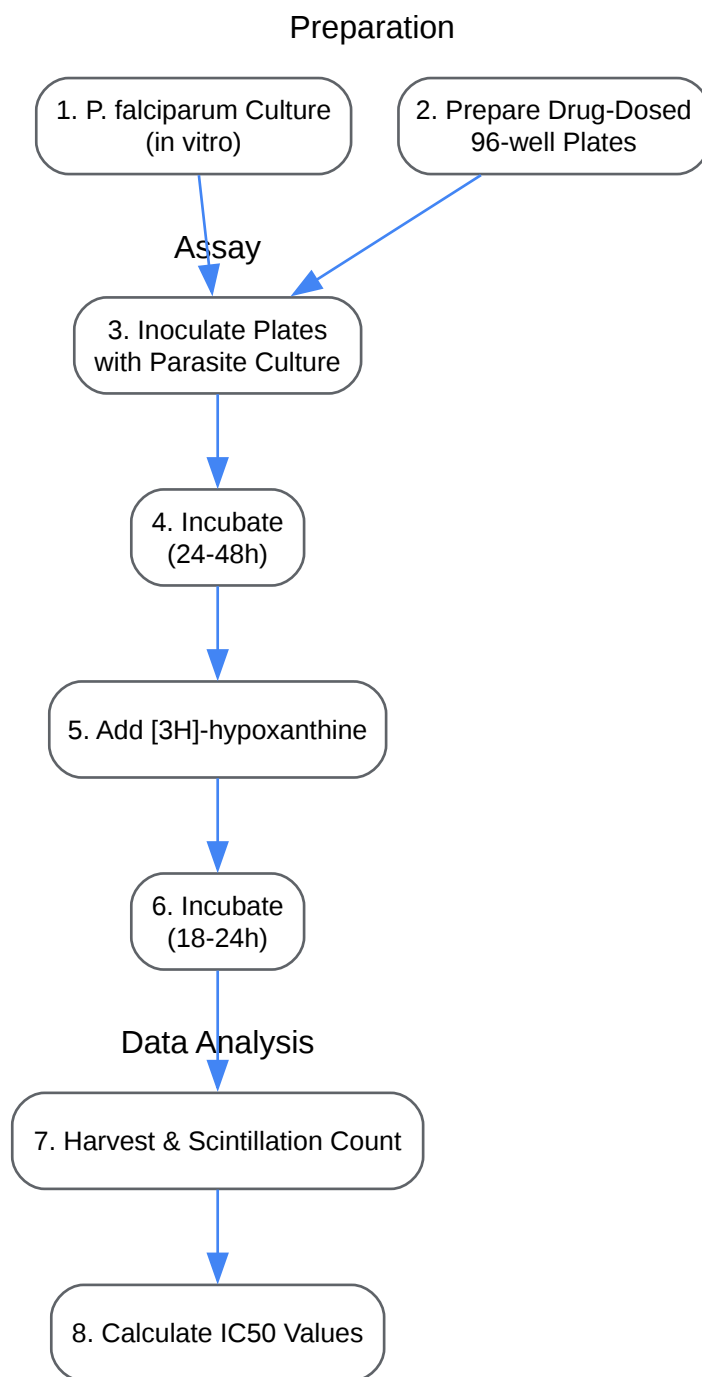 Preparation
1. P. falciparum Culture
(in vitro)
2. Prepare Drug-Dosed
96-well Plates
Assay
3. Inoculate Plates
with Parasite Culture
4. Incubate
(24-48h)
5. Add [3H]-hypoxanthine
6. Incubate
(18-24h)
Data Analysis
7. Harvest & Scintillation Count
8. Calculate IC50 Values